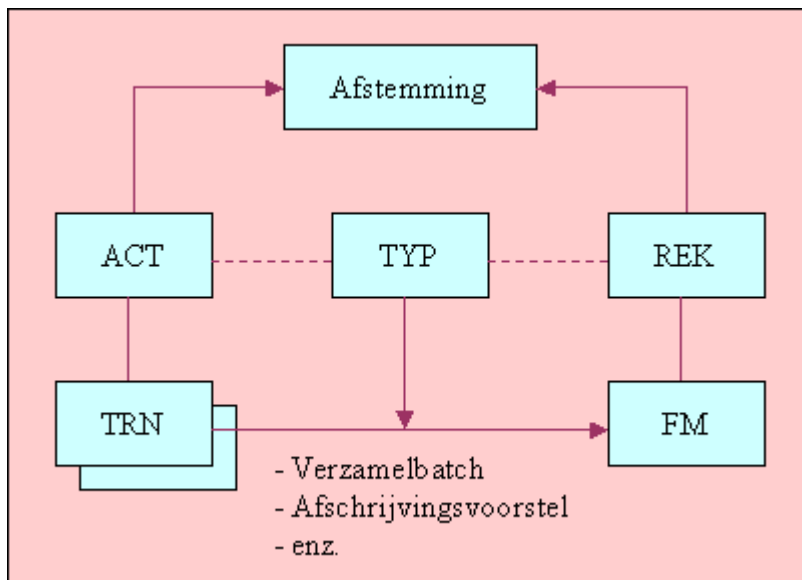 Afstemming
ACT
TYP
REK
TRN
FM
- Verzamelbatch
- Afschrijvingsvoorstel
- enz.